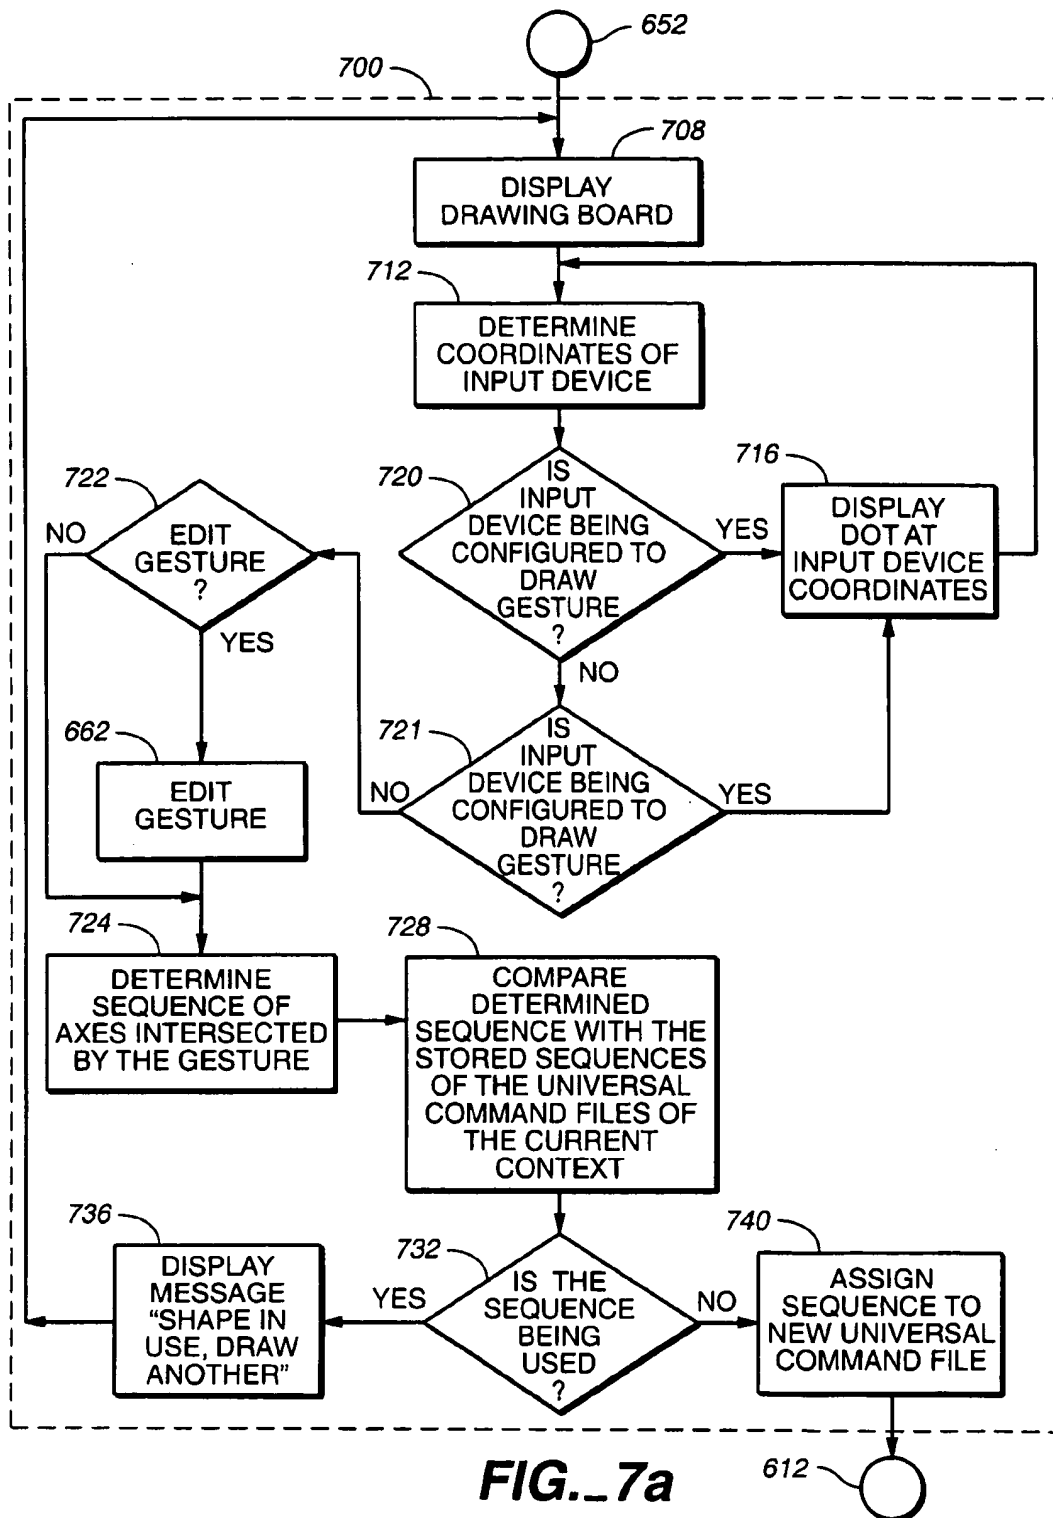 652
700
708
DISPLAY
DRAWING BOARD
712
DETERMINE
COORDINATES OF
INPUT DEVICE
720
IS
INPUT
DEVICE BEING
CONFIGURED TO
DRAW
GESTURE
?
YES
NO
716
DISPLAY
DOT AT
INPUT DEVICE
COORDINATES
721
IS
INPUT
DEVICE BEING
CONFIGURED TO
DRAW
GESTURE
?
YES
NO
722
EDIT
GESTURE
?
NO
YES
662
EDIT
GESTURE
724
DETERMINE
SEQUENCE OF
AXES INTERSECTED
BY THE GESTURE
728
COMPARE
DETERMINED
SEQUENCE WITH THE
STORED SEQUENCES
OF THE UNIVERSAL
COMMAND FILES OF
THE CURRENT
CONTEXT
732
IS THE
SEQUENCE
BEING
USED
?
YES
NO
736
DISPLAY
MESSAGE
“SHAPE IN
USE, DRAW
ANOTHER”
740
ASSIGN
SEQUENCE TO
NEW UNIVERSAL
COMMAND FILE
612
FIG._7a